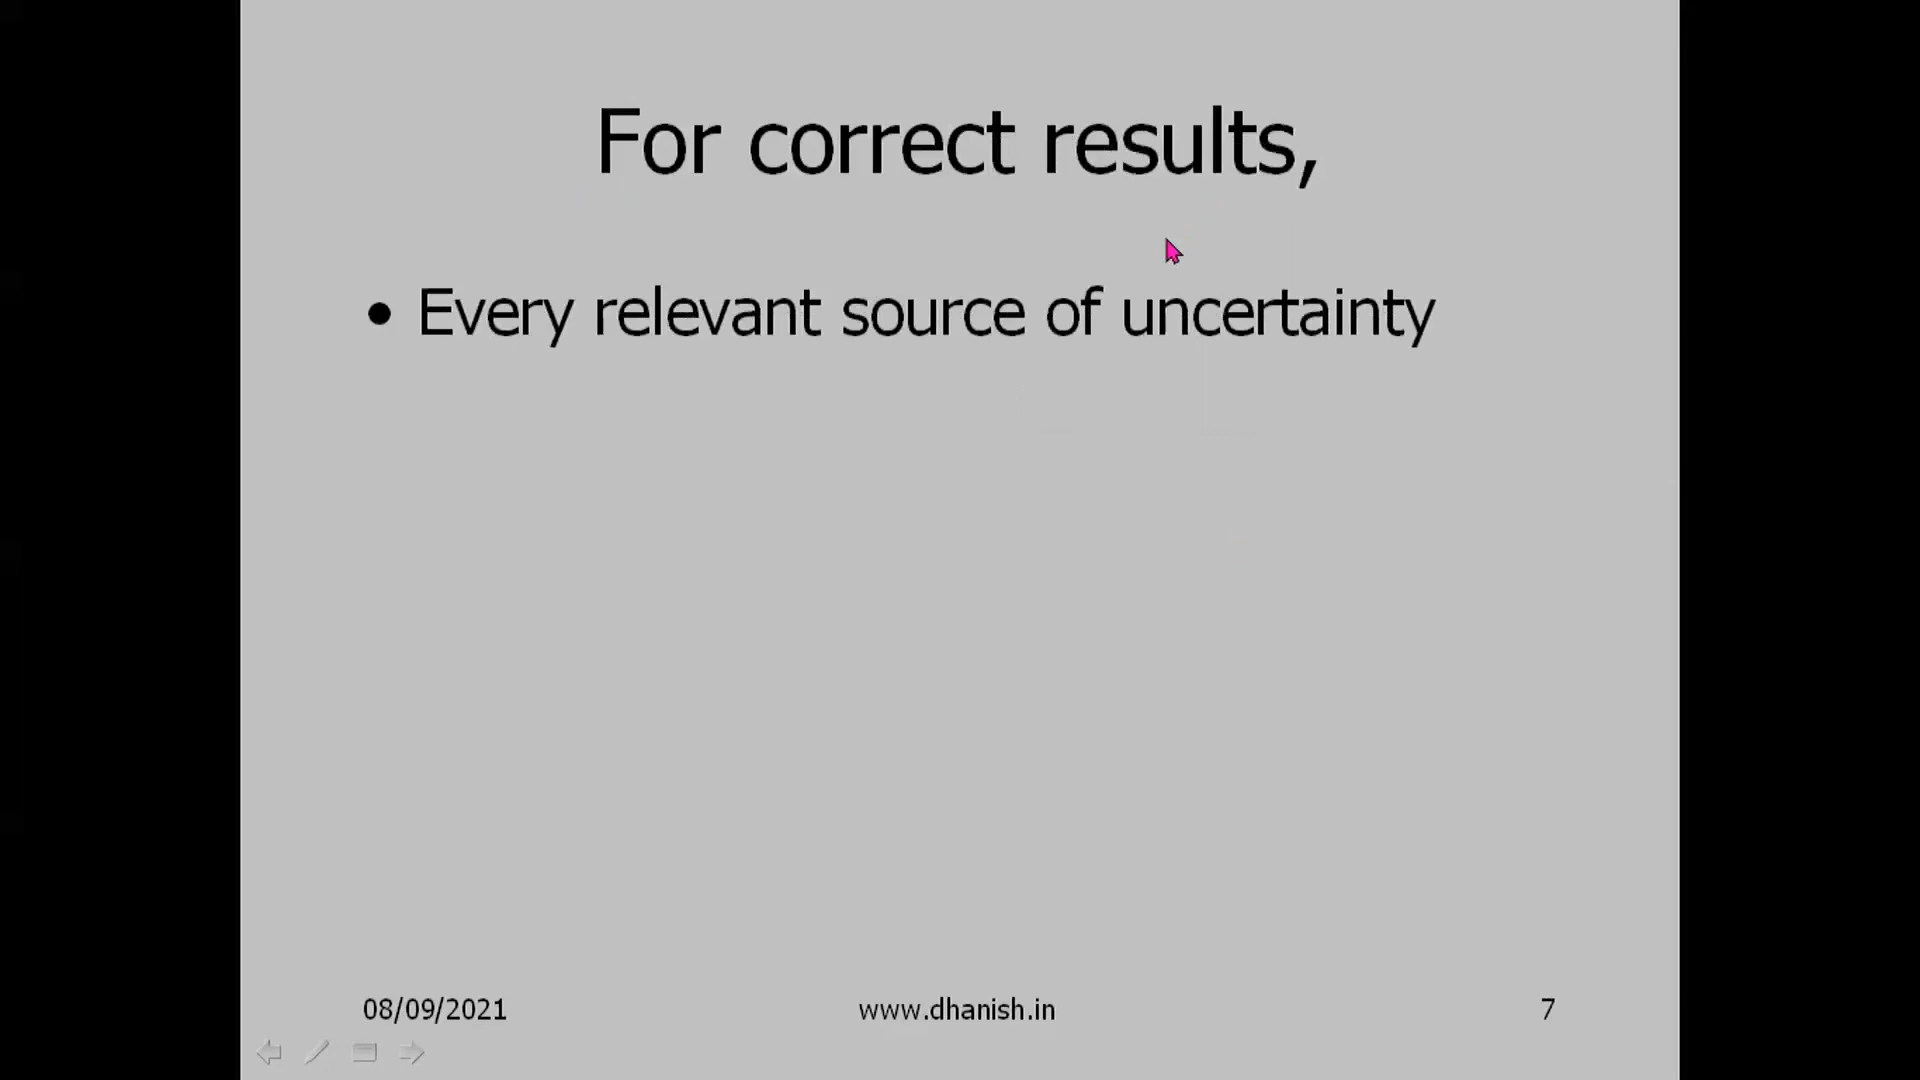 For correct results,
• Every relevant source of uncertainty
08/09/2021 www.dhanish.in 7